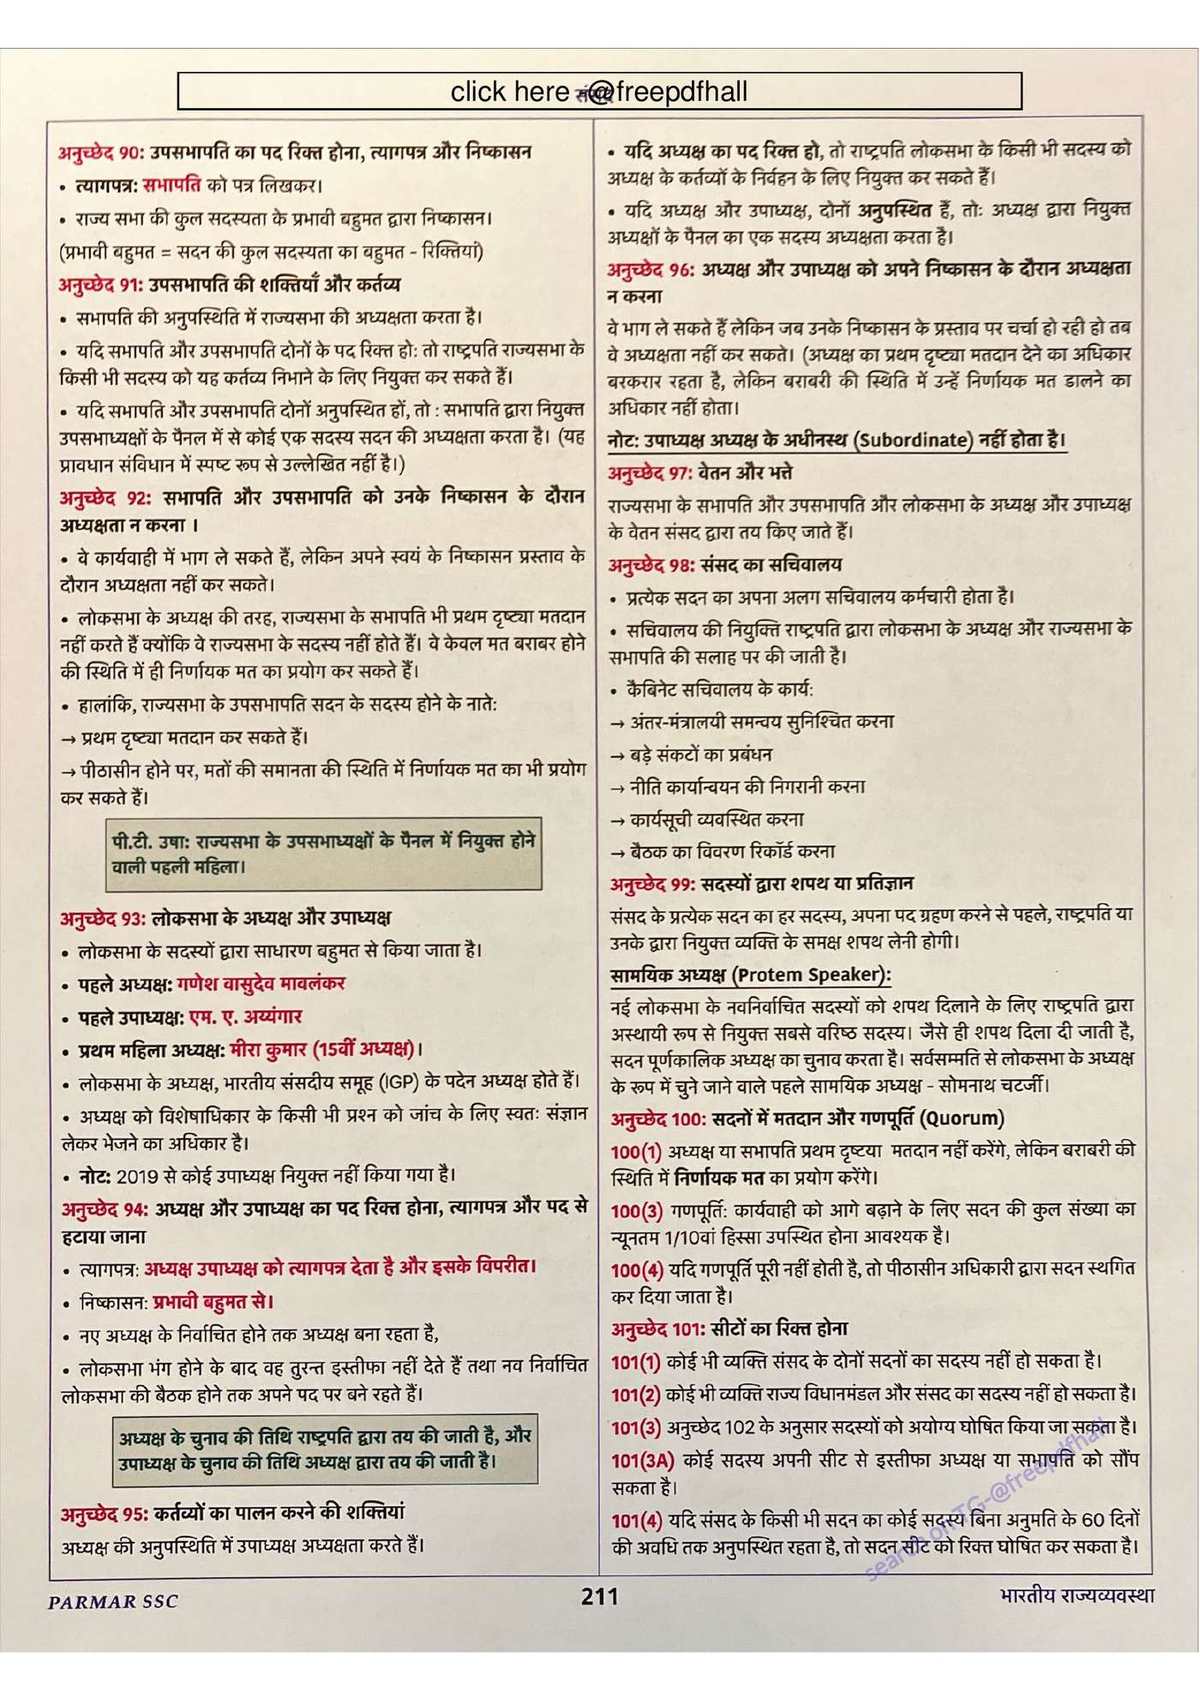 click here @freepdfhall
संसद
अनुच्छेद 90: उपसभापति का पद रिक्त होना, त्यागपत्र और निष्कासन
• त्यागपत्र: सभापति को पत्र लिखकर।
• राज्य सभा की कुल सदस्यता के प्रभावी बहुमत द्वारा निष्कासन।
(प्रभावी बहुमत = सदन की कुल सदस्यता का बहुमत - रिक्तियां)
अनुच्छेद 91: उपसभापति की शक्तियाँ और कर्तव्य
• सभापति की अनुपस्थिति में राज्यसभा की अध्यक्षता करता है।
• यदि सभापति और उपसभापति दोनों के पद रिक्त हो: तो राष्ट्रपति राज्यसभा के
किसी भी सदस्य को यह कर्तव्य निभाने के लिए नियुक्त कर सकते हैं।
• यदि सभापति और उपसभापति दोनों अनुपस्थित हों, तो : सभापति द्वारा नियुक्त
उपसभाध्यक्षों के पैनल में से कोई एक सदस्य सदन की अध्यक्षता करता है। (यह
प्रावधान संविधान में स्पष्ट रूप से उल्लेखित नहीं है।)
अनुच्छेद 92: सभापति और उपसभापति को उनके निष्कासन के दौरान
अध्यक्षता न करना ।
• वे कार्यवाही में भाग ले सकते हैं, लेकिन अपने स्वयं के निष्कासन प्रस्ताव के
दौरान अध्यक्षता नहीं कर सकते।
• लोकसभा के अध्यक्ष की तरह, राज्यसभा के सभापति भी प्रथम दृष्ट्या मतदान
नहीं करते हैं क्योंकि वे राज्यसभा के सदस्य नहीं होते हैं। वे केवल मत बराबर होने
की स्थिति में ही निर्णायक मत का प्रयोग कर सकते हैं।
• हालांकि, राज्यसभा के उपसभापति सदन के सदस्य होने के नाते:
→ प्रथम दृष्ट्या मतदान कर सकते हैं।
→ पीठासीन होने पर, मतों की समानता की स्थिति में निर्णायक मत का भी प्रयोग
कर सकते हैं।
पी.टी. उषा: राज्यसभा के उपसभाध्यक्षों के पैनल में नियुक्त होने
वाली पहली महिला।
अनुच्छेद 93: लोकसभा के अध्यक्ष और उपाध्यक्ष
• लोकसभा के सदस्यों द्वारा साधारण बहुमत से किया जाता है।
• पहले अध्यक्ष: गणेश वासुदेव मावलंकर
• पहले उपाध्यक्ष: एम. ए. अय्यंगार
• प्रथम महिला अध्यक्ष: मीरा कुमार (15वीं अध्यक्ष)।
• लोकसभा के अध्यक्ष, भारतीय संसदीय समूह (IGP) के पदेन अध्यक्ष होते हैं।
• अध्यक्ष को विशेषाधिकार के किसी भी प्रश्न को जांच के लिए स्वतः संज्ञान
लेकर भेजने का अधिकार है।
• नोट: 2019 से कोई उपाध्यक्ष नियुक्त नहीं किया गया है।
अनुच्छेद 94: अध्यक्ष और उपाध्यक्ष का पद रिक्त होना, त्यागपत्र और पद से
हटाया जाना
• त्यागपत्र: अध्यक्ष उपाध्यक्ष को त्यागपत्र देता है और इसके विपरीत।
• निष्कासन: प्रभावी बहुमत से।
• नए अध्यक्ष के निर्वाचित होने तक अध्यक्ष बना रहता है,
• लोकसभा भंग होने के बाद वह तुरन्त इस्तीफा नहीं देते हैं तथा नव निर्वाचित
लोकसभा की बैठक होने तक अपने पद पर बने रहते हैं।
अध्यक्ष के चुनाव की तिथि राष्ट्रपति द्वारा तय की जाती है, और
उपाध्यक्ष के चुनाव की तिथि अध्यक्ष द्वारा तय की जाती है।
अनुच्छेद 95: कर्तव्यों का पालन करने की शक्तियां
अध्यक्ष की अनुपस्थिति में उपाध्यक्ष अध्यक्षता करते हैं।
• यदि अध्यक्ष का पद रिक्त हो, तो राष्ट्रपति लोकसभा के किसी भी सदस्य को
अध्यक्ष के कर्तव्यों के निर्वहन के लिए नियुक्त कर सकते हैं।
• यदि अध्यक्ष और उपाध्यक्ष, दोनों अनुपस्थित हैं, तो: अध्यक्ष द्वारा नियुक्त
अध्यक्षों के पैनल का एक सदस्य अध्यक्षता करता है।
अनुच्छेद 96: अध्यक्ष और उपाध्यक्ष को अपने निष्कासन के दौरान अध्यक्षता
न करना
वे भाग ले सकते हैं लेकिन जब उनके निष्कासन के प्रस्ताव पर चर्चा हो रही हो तब
वे अध्यक्षता नहीं कर सकते। (अध्यक्ष का प्रथम दृष्ट्या मतदान देने का अधिकार
बरकरार रहता है, लेकिन बराबरी की स्थिति में उन्हें निर्णायक मत डालने का
अधिकार नहीं होता।
नोट: उपाध्यक्ष अध्यक्ष के अधीनस्थ (Subordinate) नहीं होता है।
अनुच्छेद 97: वेतन और भत्ते
राज्यसभा के सभापति और उपसभापति और लोकसभा के अध्यक्ष और उपाध्यक्ष
के वेतन संसद द्वारा तय किए जाते हैं।
अनुच्छेद 98: संसद का सचिवालय
• प्रत्येक सदन का अपना अलग सचिवालय कर्मचारी होता है।
• सचिवालय की नियुक्ति राष्ट्रपति द्वारा लोकसभा के अध्यक्ष और राज्यसभा के
सभापति की सलाह पर की जाती है।
• कैबिनेट सचिवालय के कार्य:
→ अंतर-मंत्रालयी समन्वय सुनिश्चित करना
→ बड़े संकटों का प्रबंधन
→ नीति कार्यान्वयन की निगरानी करना
→ कार्यसूची व्यवस्थित करना
→ बैठक का विवरण रिकॉर्ड करना
अनुच्छेद 99: सदस्यों द्वारा शपथ या प्रतिज्ञान
संसद के प्रत्येक सदन का हर सदस्य, अपना पद ग्रहण करने से पहले, राष्ट्रपति या
उनके द्वारा नियुक्त व्यक्ति के समक्ष शपथ लेनी होगी।
सामयिक अध्यक्ष (Protem Speaker):
नई लोकसभा के नवनिर्वाचित सदस्यों को शपथ दिलाने के लिए राष्ट्रपति द्वारा
अस्थायी रूप से नियुक्त सबसे वरिष्ठ सदस्य। जैसे ही शपथ दिला दी जाती है,
सदन पूर्णकालिक अध्यक्ष का चुनाव करता है। सर्वसम्मति से लोकसभा के अध्यक्ष
के रूप में चुने जाने वाले पहले सामयिक अध्यक्ष - सोमनाथ चटर्जी।
अनुच्छेद 100: सदनों में मतदान और गणपूर्ति (Quorum)
100(1) अध्यक्ष या सभापति प्रथम दृष्टया मतदान नहीं करेंगे, लेकिन बराबरी की
स्थिति में निर्णायक मत का प्रयोग करेंगे।
100(3) गणपूर्ति: कार्यवाही को आगे बढ़ाने के लिए सदन की कुल संख्या का
न्यूनतम 1/10वां हिस्सा उपस्थित होना आवश्यक है।
100(4) यदि गणपूर्ति पूरी नहीं होती है, तो पीठासीन अधिकारी द्वारा सदन स्थगित
कर दिया जाता है।
अनुच्छेद 101: सीटों का रिक्त होना
101(1) कोई भी व्यक्ति संसद के दोनों सदनों का सदस्य नहीं हो सकता है।
101(2) कोई भी व्यक्ति राज्य विधानमंडल और संसद का सदस्य नहीं हो सकता है।
101(3) अनुच्छेद 102 के अनुसार सदस्यों को अयोग्य घोषित किया जा सकता है।
101(3A) कोई सदस्य अपनी सीट से इस्तीफा अध्यक्ष या सभापति को सौंप
सकता है।
101(4) यदि संसद के किसी भी सदन का कोई सदस्य बिना अनुमति के 60 दिनों
की अवधि तक अनुपस्थित रहता है, तो सदन सीट को रिक्त घोषित कर सकता है।
search on TG-@freepdfhall
PARMAR SSC
211
भारतीय राज्यव्यवस्था